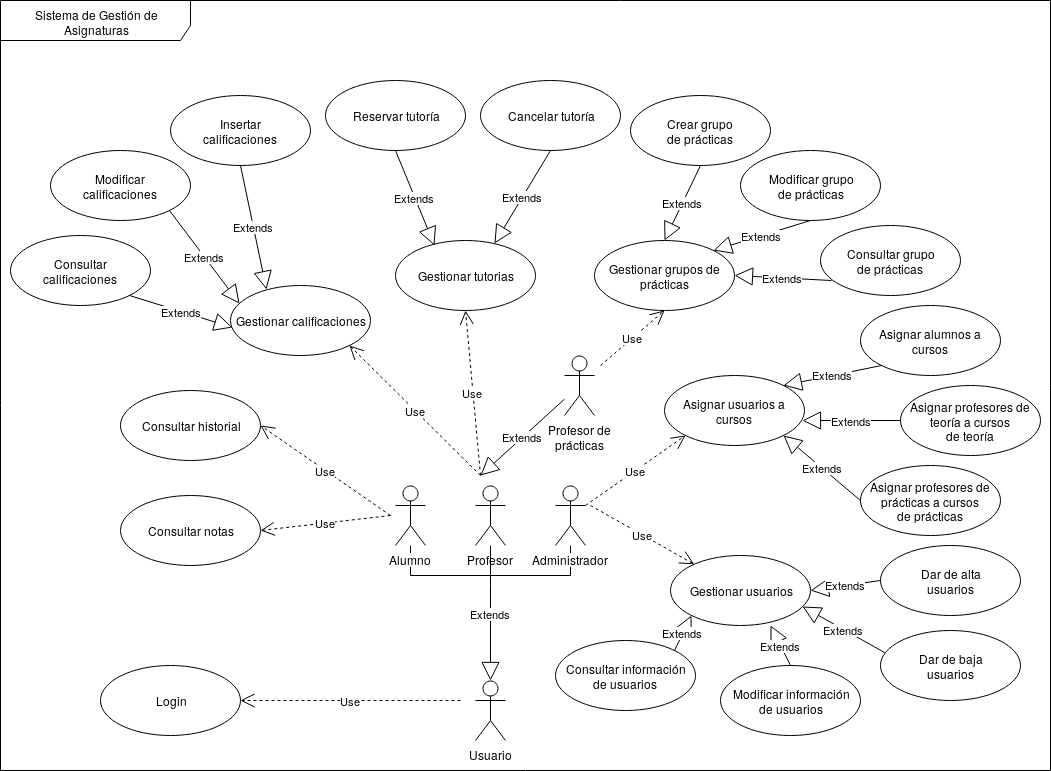 Sistema de Gestión de
Asignaturas
Reservar tutoría
Cancelar tutoría
Insertar
calificaciones
Crear grupo
de prácticas
Modificar
calificaciones
Modificar grupo
de prácticas
Extends
Extends
Extends
Extends
Extends
Consultar
calificaciones
Extends
Consultar grupo
de prácticas
Gestionar tutorias
Gestionar grupos de
prácticas
Extends
Extends
Gestionar calificaciones
Use
Asignar alumnos a
cursos
Extends
Use
Use
Asignar usuarios a
cursos
Asignar profesores de
teoría a cursos
de teoría
Extends
Consultar historial
Profesor de
prácticas
Extends
Use
Use
Extends
Asignar profesores de
prácticas a cursos
de prácticas
Consultar notas
Use
Use
Alumno
Profesor
Administrador
Gestionar usuarios
Extends
Dar de alta
usuarios
Extends
Extends
Extends
Extends
Consultar información
de usuarios
Dar de baja
usuarios
Modificar información
de usuarios
Login
Use
Usuario